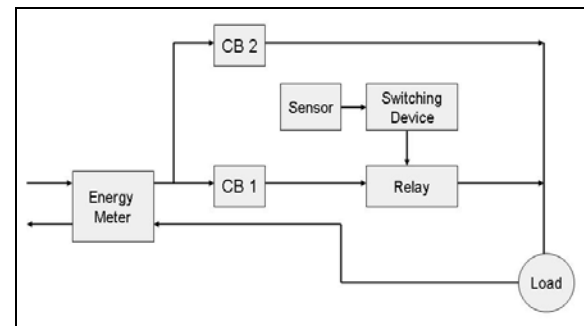 CB 2
Sensor
Switching
Device
Energy
Meter
CB 1
Relay
Load